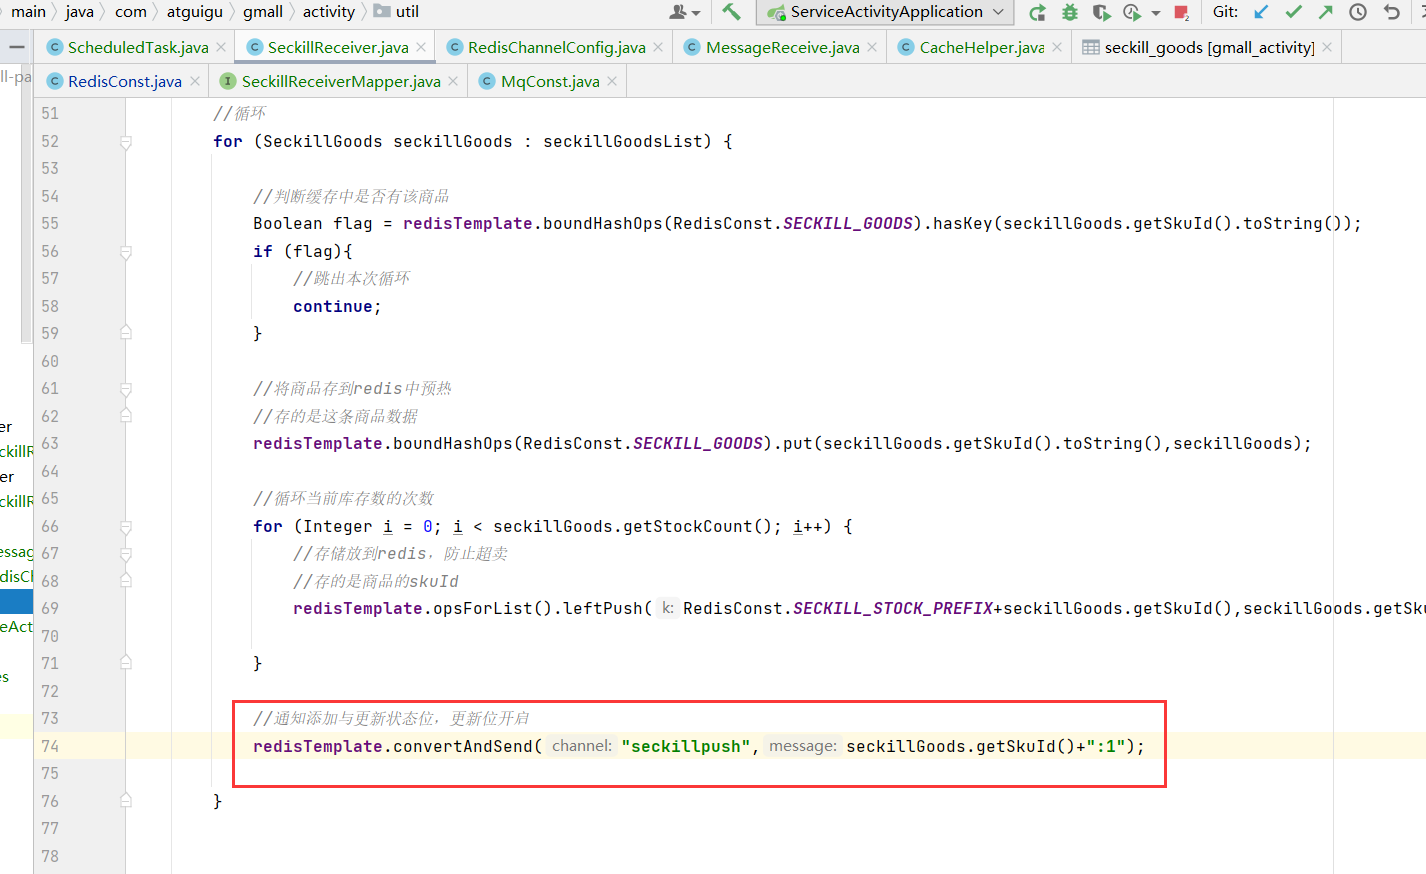 main java com atguigu gmall activity util
ServiceActivityApplication
Git:
ScheduledTask.java SeckillReceiver.java RedisChannelConfig.java MessageReceive.java CacheHelper.java seckill_goods [gmall_activity]
ll-pa
RedisConst.java SeckillReceiverMapper.java MqConst.java
51 //循环
52 for (SeckillGoods seckillGoods : seckillGoodsList) {
53
54 //判断缓存中是否有该商品
55 Boolean flag = redisTemplate.boundHashOps(RedisConst.SECKILL_GOODS).hasKey(seckillGoods.getSkuId().toString());
56 if (flag){
57 //跳出本次循环
58 continue;
59 }
60
61 //将商品存到redis中预热
62 //存的是这条商品数据
63 redisTemplate.boundHashOps(RedisConst.SECKILL_GOODS).put(seckillGoods.getSkuId().toString(),seckillGoods);
64
65 //循环当前库存数的次数
66 for (Integer i = 0; i < seckillGoods.getStockCount(); i++) {
67 //存储放到redis，防止超卖
68 //存的是商品的skuId
69 redisTemplate.opsForList().leftPush( k: RedisConst.SECKILL_STOCK_PREFIX+seckillGoods.getSkuId(),seckillGoods.getSku
70
71 }
72
73 //通知添加与更新状态位，更新位开启
74 redisTemplate.convertAndSend( channel: "seckillpush", message: seckillGoods.getSkuId()+":1");
75
76 }
77
78
er
eckillR
er
eckillR
essag
disCh
eAct
s